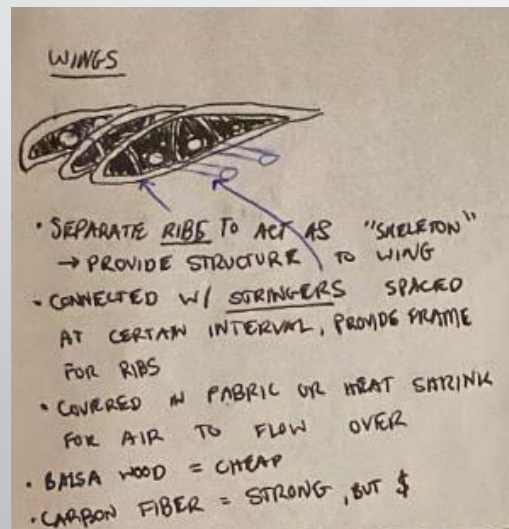 WINGS
• SEPARATE RIBS TO ACT AS "SKELETON"
→ PROVIDE STRUCTURE TO WING
• CONNECTED W/ STRINGERS SPACED
AT CERTAIN INTERVAL, PROVIDE FRAME
FOR RIBS
• COVERED IN FABRIC OR HEAT SHRINK
FOR AIR TO FLOW OVER
• BALSA WOOD = CHEAP
• CARBON FIBER = STRONG, BUT $